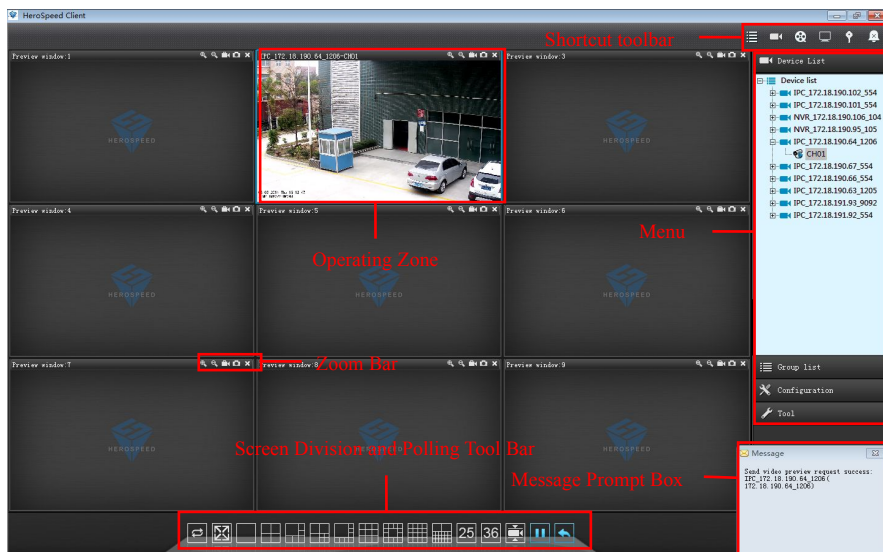 HeroSpeed Client
Shortcut toolbar
Preview window:1
IPC_172.18.190.64_1206-CH01
Preview window:3
Device List
Device list
IPC_172.18.190.102_554
IPC_172.18.190.101_554
NVR_172.18.190.106_104
NVR_172.18.190.95_105
IPC_172.18.190.64_1206
CH01
IPC_172.18.190.67_554
IPC_172.18.190.66_554
IPC_172.18.190.63_1205
IPC_172.18.191.93_9092
IPC_172.18.191.92_554
HEROSPEED
HEROSPEED
Preview window:4
Preview window:5
Preview window:6
Menu
Operating Zone
HEROSPEED
HEROSPEED
HEROSPEED
Preview window:7
Zoom Bar
Preview window:8
Preview window:9
Group list
Configuration
Tool
HEROSPEED
HEROSPEED
HEROSPEED
Screen Division and Polling Tool Bar
Message Prompt Box
Message
Send video preview request success:
IPC_172.18.190.64_1206(
172.18.190.64_1206)
25
36